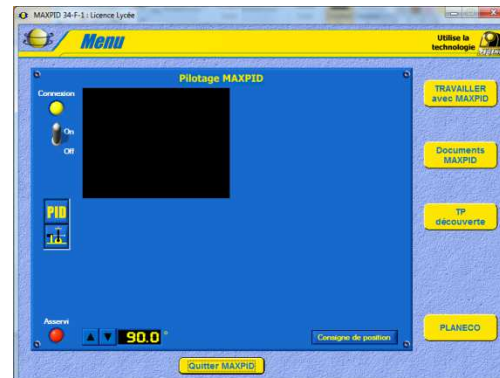 MAXPID 34-F-1 : Licence Lycée
Menu
Utilise la
technologie
Pilotage MAXPID
Connexion
On
Off
PID
Asservi
90.0 °
Consigne de position
TRAVAILLER
avec MAXPID
Documents
MAXPID
TP
découverte
PLANECO
Quitter MAXPID